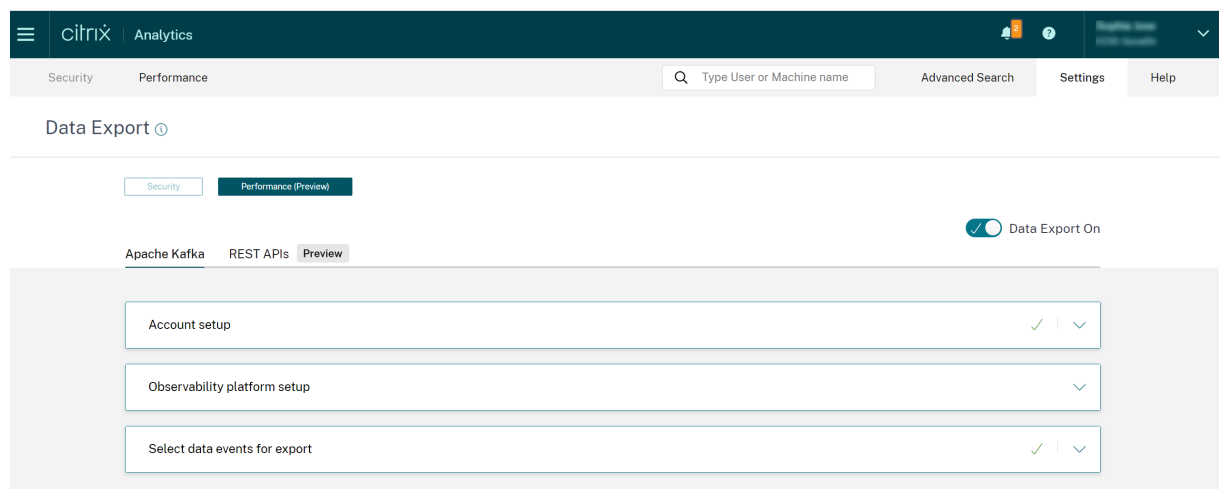 citrix | Analytics
2
?
Security Performance
Type User or Machine name
Advanced Search Settings Help
Data Export
Security Performance (Preview)
Data Export On
Apache Kafka REST APIs Preview
Account setup
Observability platform setup
Select data events for export